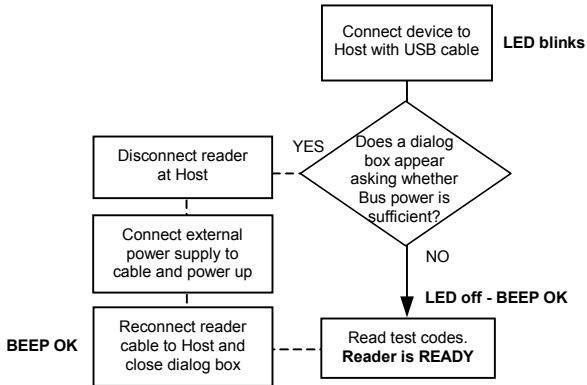 Connect device to
Host with USB cable
LED blinks
Does a dialog
box appear
asking whether
Bus power is
sufficient?
YES
Disconnect reader
at Host
Connect external
power supply to
cable and power up
NO
LED off - BEEP OK
BEEP OK
Reconnect reader
cable to Host and
close dialog box
Read test codes.
Reader is READY